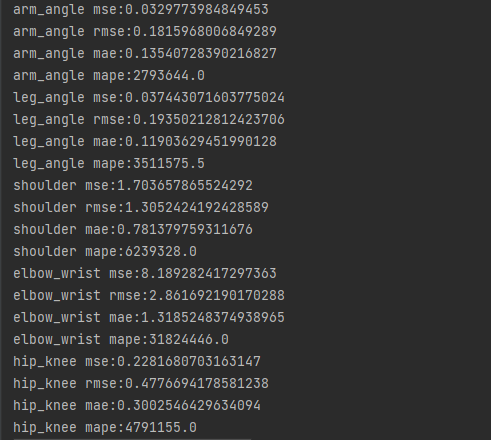 arm_angle mse:0.0329773984849453
arm_angle rmse:0.1815968006849289
arm_angle mae:0.13540728390216827
arm_angle mape:2793644.0
leg_angle mse:0.037443071603775024
leg_angle rmse:0.19350212812423706
leg_angle mae:0.11903629451990128
leg_angle mape:3511575.5
shoulder mse:1.703657865524292
shoulder rmse:1.3052424192428589
shoulder mae:0.781379759311676
shoulder mape:6239328.0
elbow_wrist mse:8.189282417297363
elbow_wrist rmse:2.861692190170288
elbow_wrist mae:1.3185248374938965
elbow_wrist mape:31824446.0
hip_knee mse:0.2281680703163147
hip_knee rmse:0.4776694178581238
hip_knee mae:0.3002546429634094
hip_knee mape:4791155.0